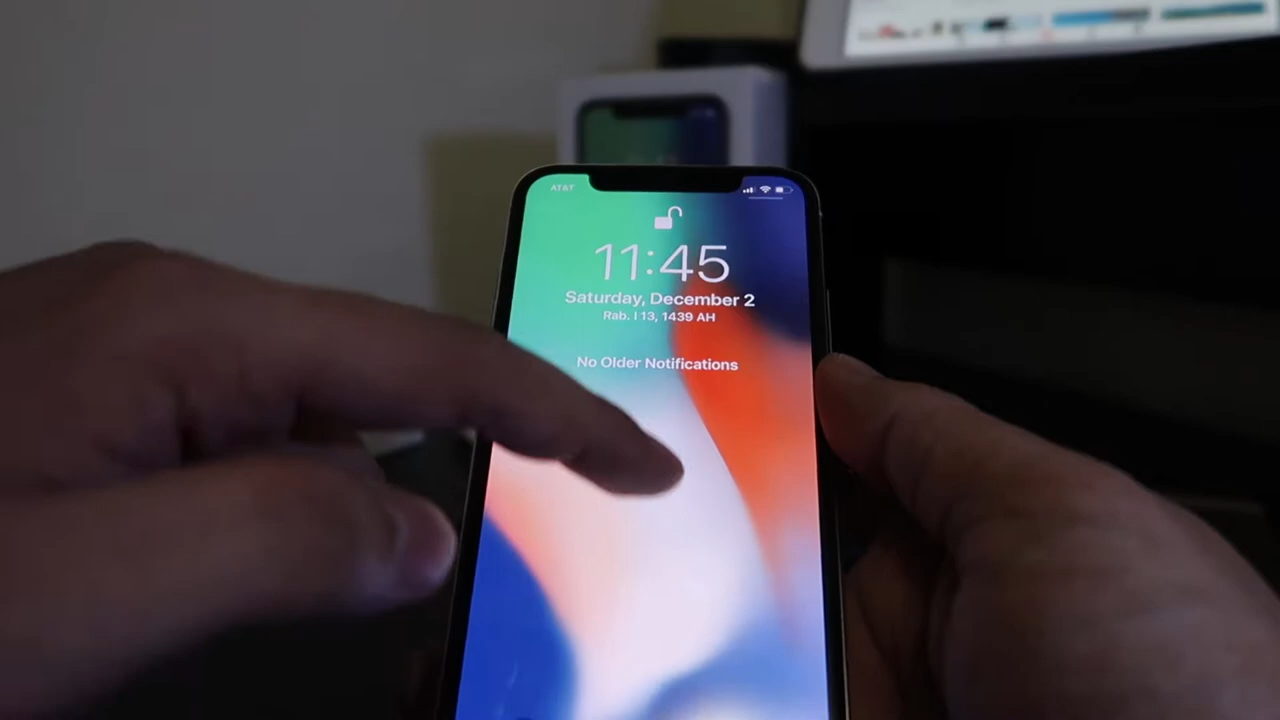 AT&T
11:45
Saturday, December 2
Rab. I 13, 1439 AH
No Older Notifications